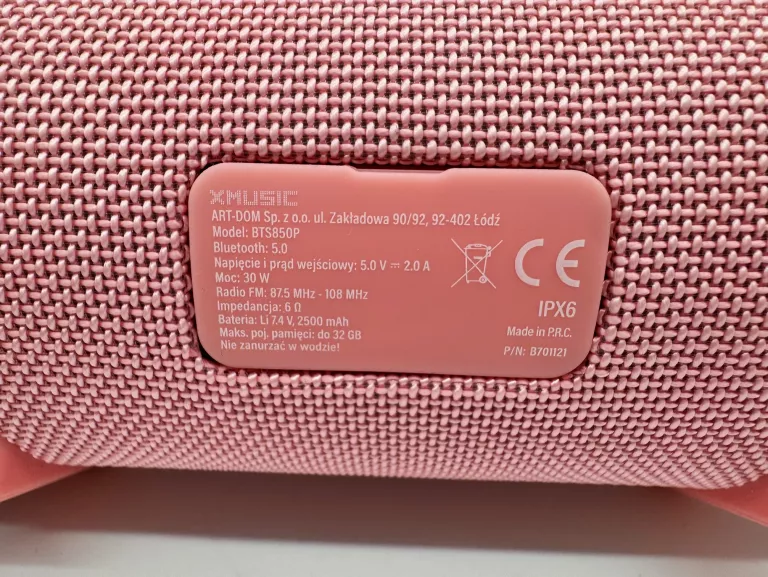 XMUSIC
ART-DOM Sp. z o.o. ul. Zakładowa 90/92, 92-402 Łódź
Model: BTS850P
Bluetooth: 5.0
Napięcie i prąd wejściowy: 5.0 V ⎓ 2.0 A
Moc: 30 W
Radio FM: 87.5 MHz - 108 MHz
Impedancja: 6 Ω
Bateria: Li 7.4 V, 2500 mAh
Maks. poj. pamięci: do 32 GB
Nie zanurzać w wodzie!
CE
IPX6
Made in P.R.C.
P/N: B701121